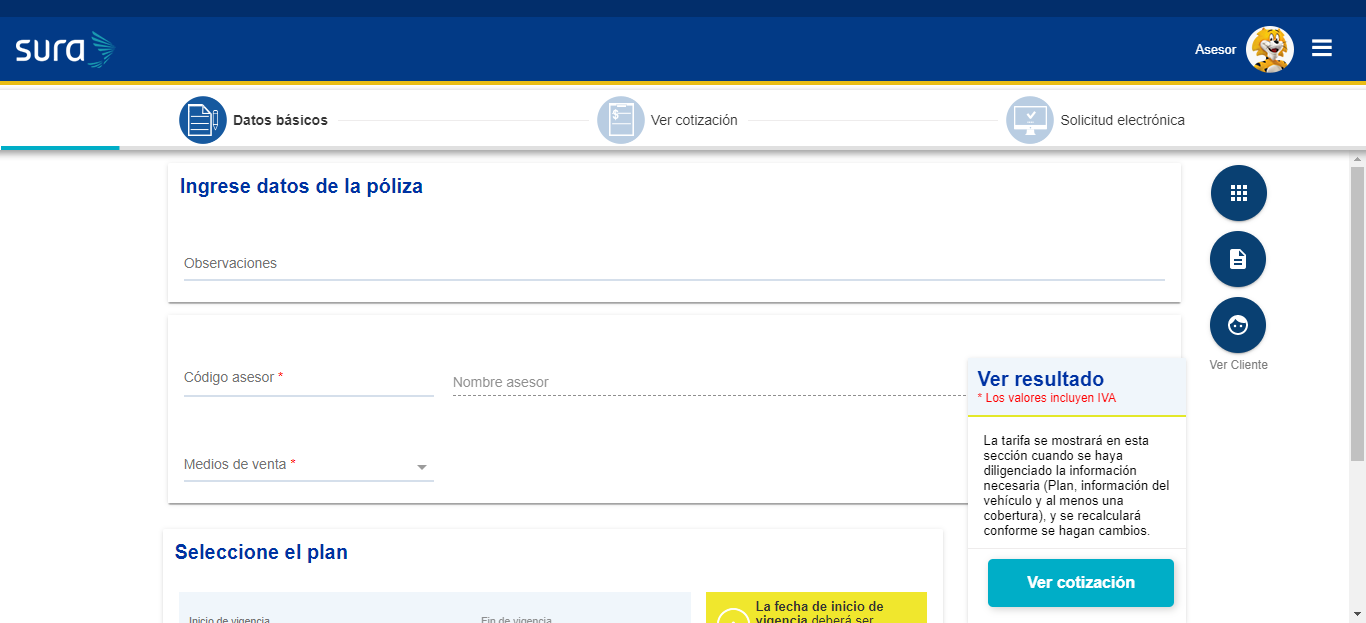 sura
Asesor
Datos básicos
Ver cotización
Solicitud electrónica
Ingrese datos de la póliza
Observaciones
Código asesor *
Nombre asesor
Medios de venta *
Ver Cliente
Ver resultado
* Los valores incluyen IVA
La tarifa se mostrará en esta
sección cuando se haya
diligenciado la información
necesaria (Plan, información del
vehículo y al menos una
cobertura), y se recalculará
conforme se hagan cambios.
Ver cotización
Seleccione el plan
Inicio de vigencia
Fin de vigencia
La fecha de inicio de
vigencia deberá ser